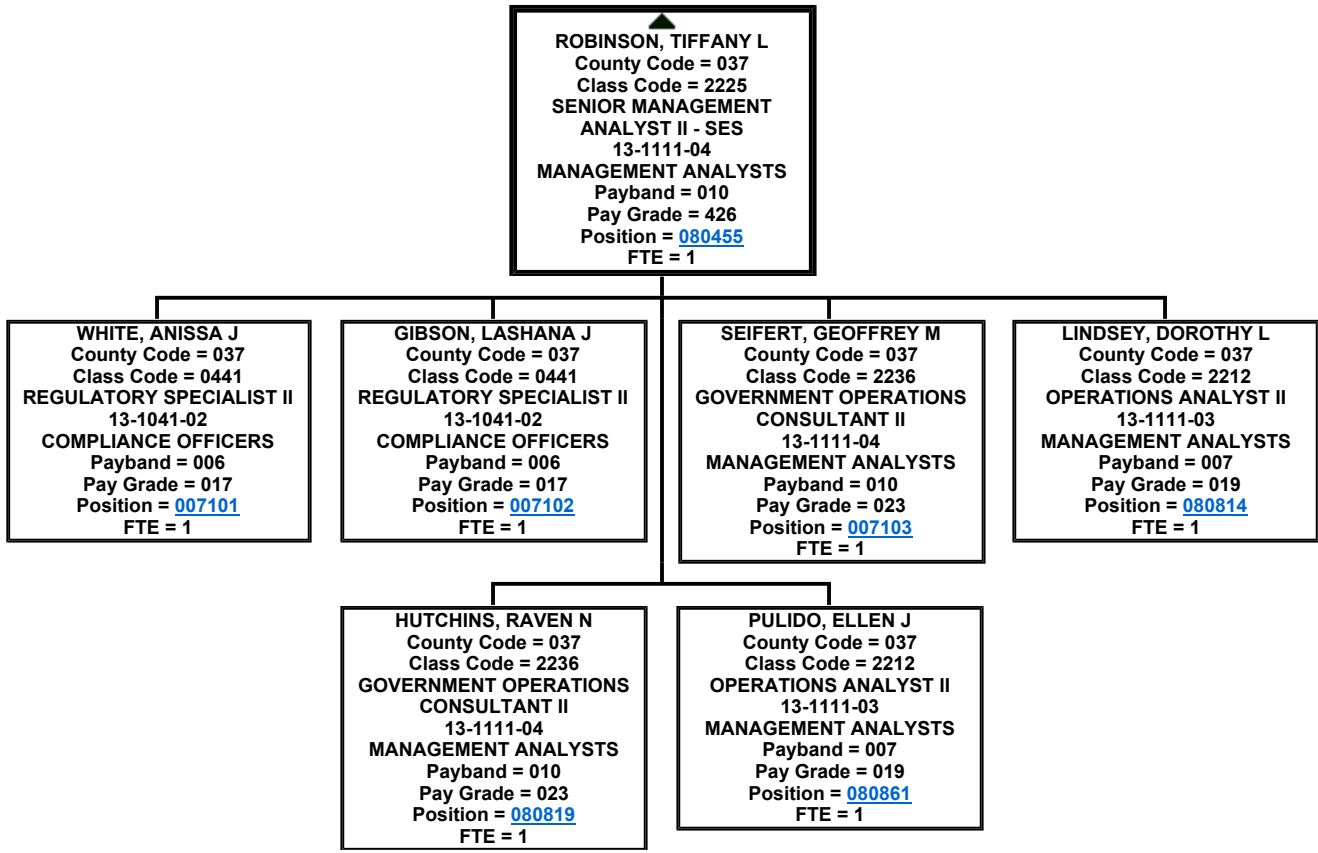 ROBINSON, TIFFANY L
County Code = 037
Class Code = 2225
SENIOR MANAGEMENT
ANALYST II - SES
13-1111-04
MANAGEMENT ANALYSTS
Payband = 010
Pay Grade = 426
Position = 080455
FTE = 1
WHITE, ANISSA J
County Code = 037
Class Code = 0441
REGULATORY SPECIALIST II
13-1041-02
COMPLIANCE OFFICERS
Payband = 006
Pay Grade = 017
Position = 007101
FTE = 1
GIBSON, LASHANA J
County Code = 037
Class Code = 0441
REGULATORY SPECIALIST II
13-1041-02
COMPLIANCE OFFICERS
Payband = 006
Pay Grade = 017
Position = 007102
FTE = 1
SEIFERT, GEOFFREY M
County Code = 037
Class Code = 2236
GOVERNMENT OPERATIONS
CONSULTANT II
13-1111-04
MANAGEMENT ANALYSTS
Payband = 010
Pay Grade = 023
Position = 007103
FTE = 1
LINDSEY, DOROTHY L
County Code = 037
Class Code = 2212
OPERATIONS ANALYST II
13-1111-03
MANAGEMENT ANALYSTS
Payband = 007
Pay Grade = 019
Position = 080814
FTE = 1
HUTCHINS, RAVEN N
County Code = 037
Class Code = 2236
GOVERNMENT OPERATIONS
CONSULTANT II
13-1111-04
MANAGEMENT ANALYSTS
Payband = 010
Pay Grade = 023
Position = 080819
FTE = 1
PULIDO, ELLEN J
County Code = 037
Class Code = 2212
OPERATIONS ANALYST II
13-1111-03
MANAGEMENT ANALYSTS
Payband = 007
Pay Grade = 019
Position = 080861
FTE = 1